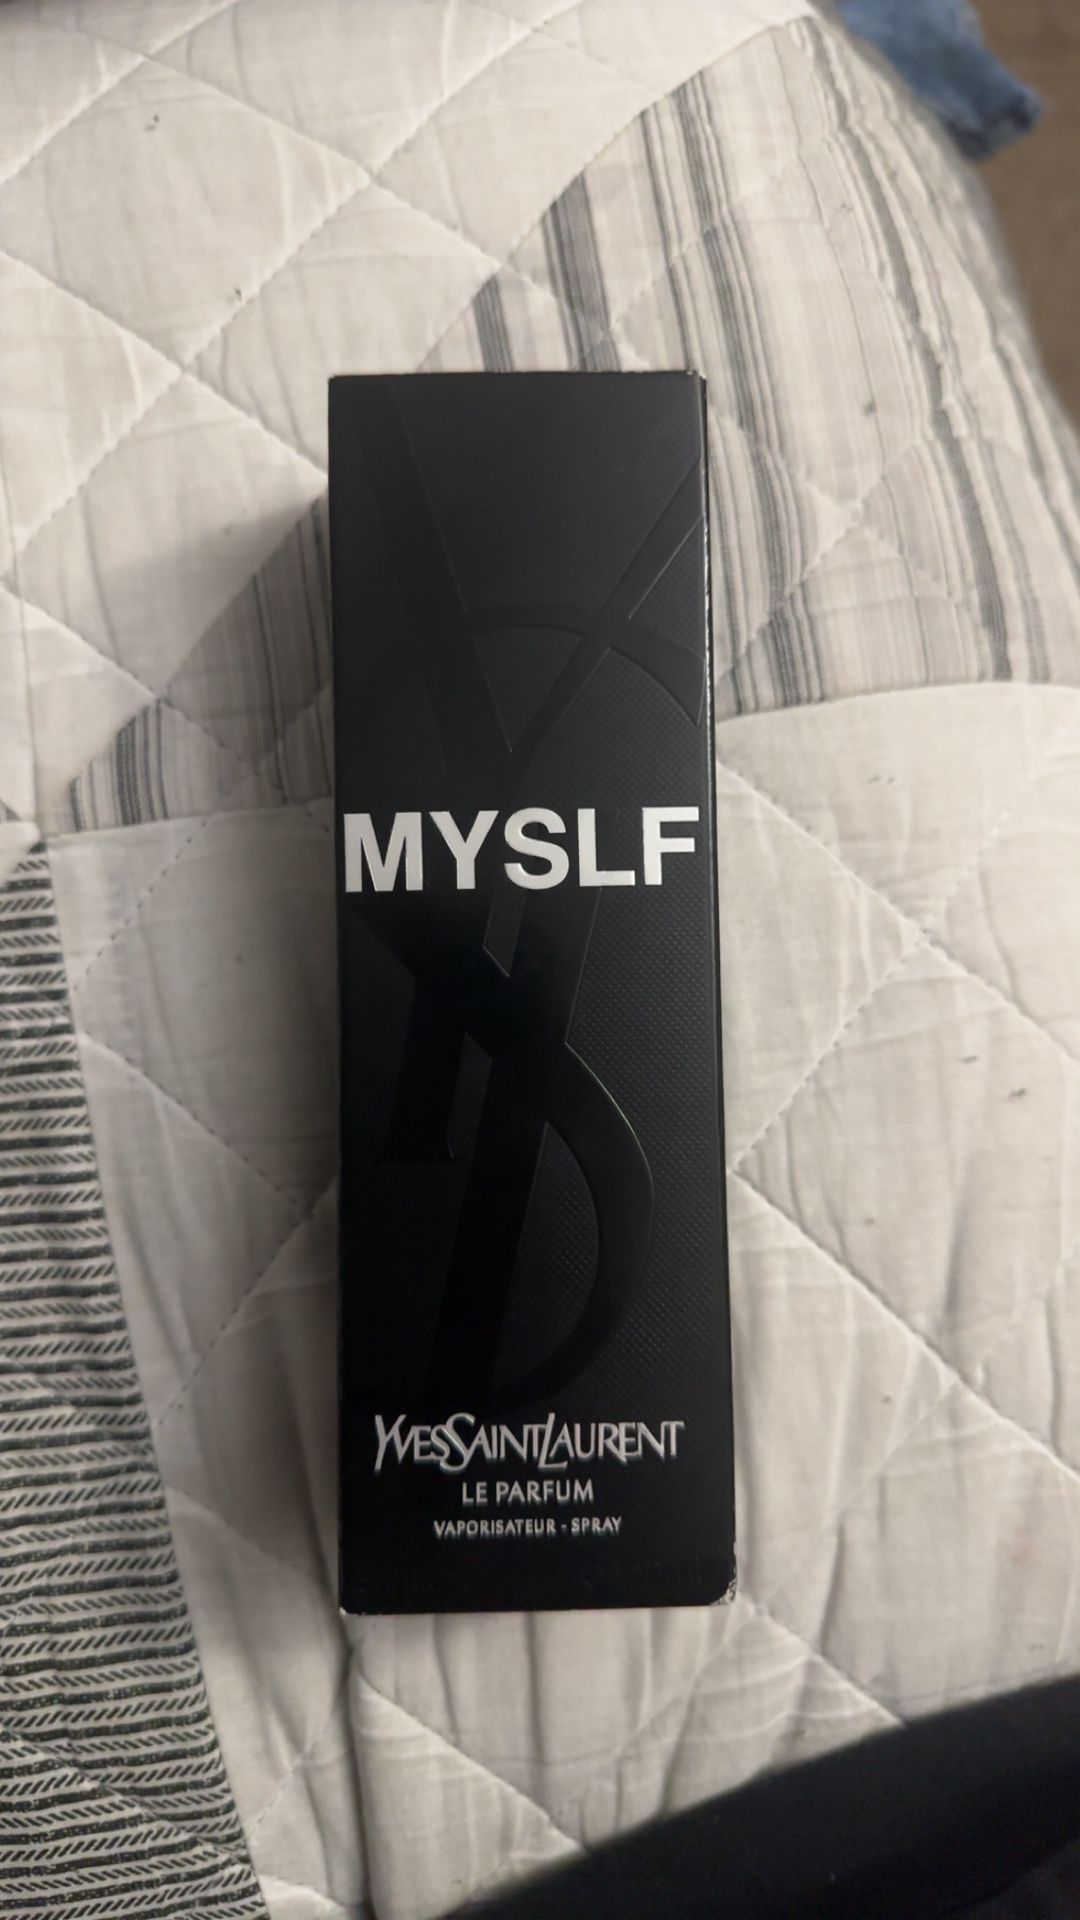 MYSLF
YVESSAINTLAURENT
LE PARFUM
VAPORISATEUR - SPRAY